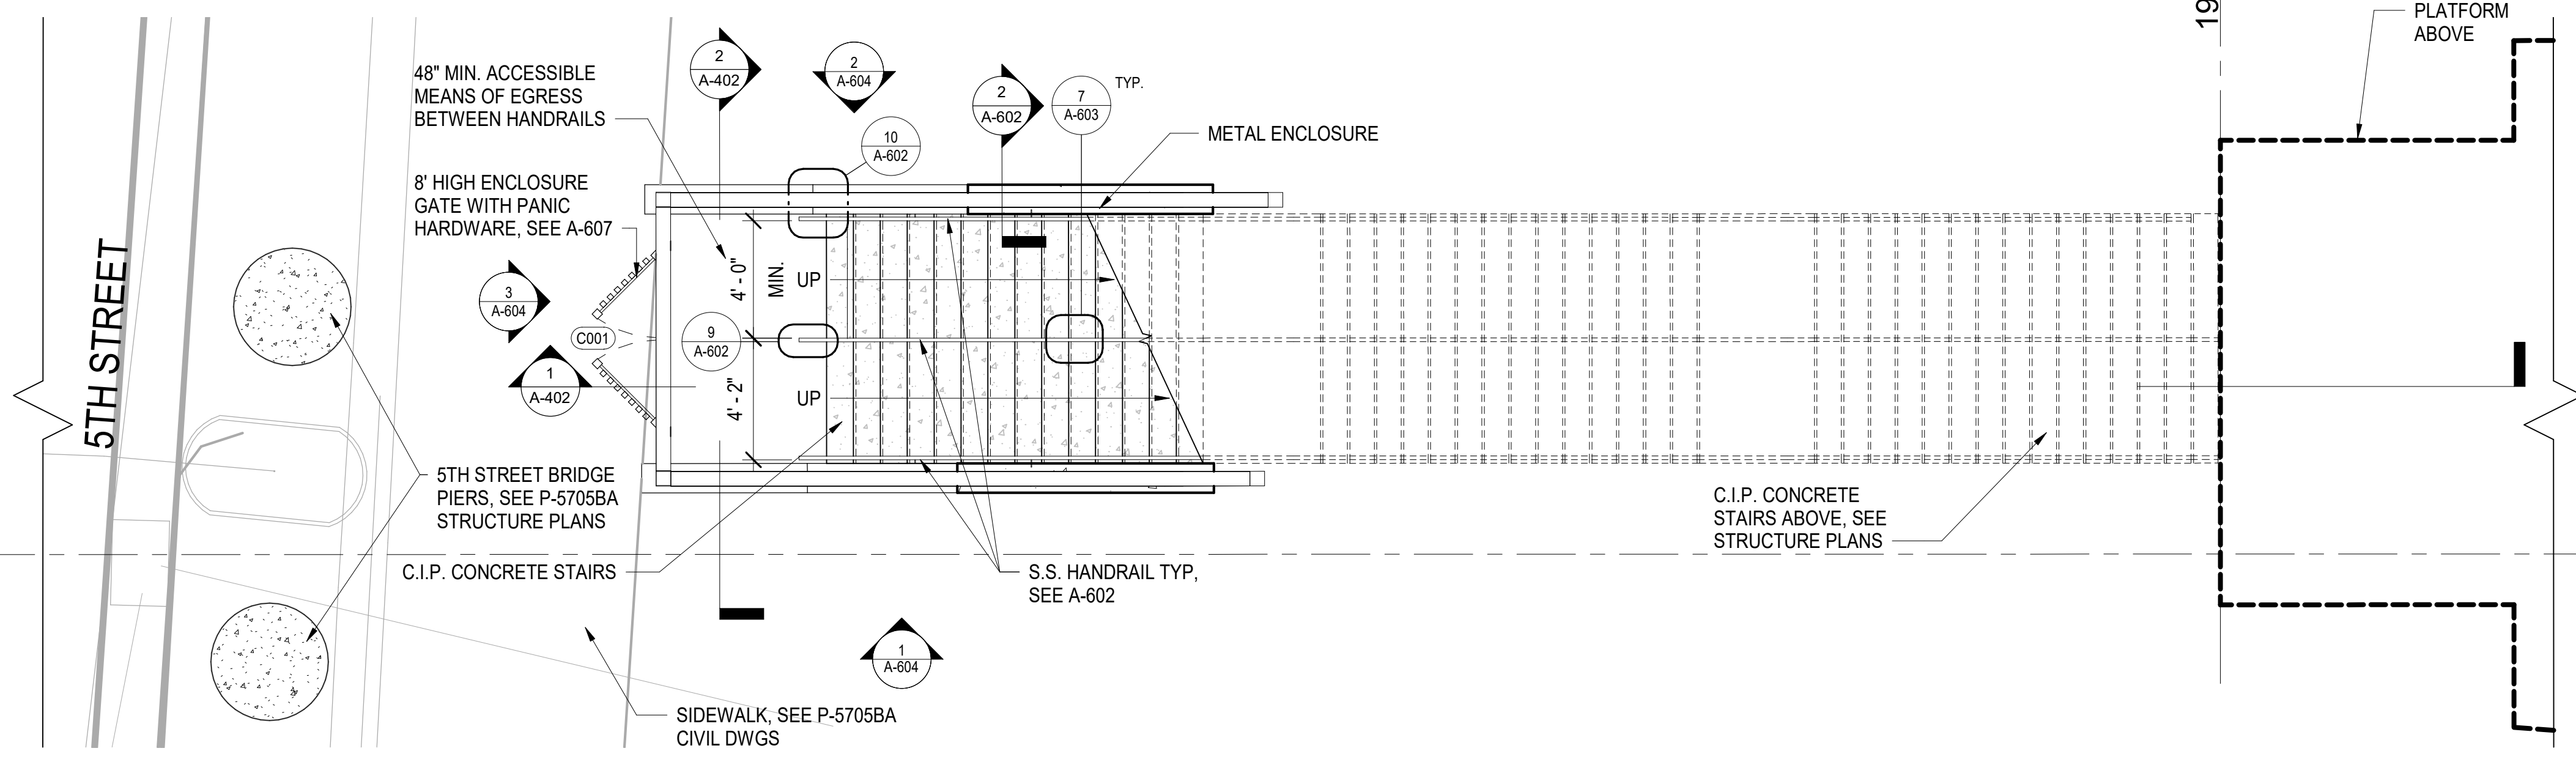 19
PLATFORM
ABOVE
2
A-402
2
A-604
2
A-602
7
A-603
TYP.
10
A-602
48" MIN. ACCESSIBLE
MEANS OF EGRESS
BETWEEN HANDRAILS
METAL ENCLOSURE
8' HIGH ENCLOSURE
GATE WITH PANIC
HARDWARE, SEE A-607
5TH STREET
3
A-604
C001
1
A-402
9
A-602
4' - 0"
MIN.
4' - 2"
UP
UP
5TH STREET BRIDGE
PIERS, SEE P-5705BA
STRUCTURE PLANS
C.I.P. CONCRETE
STAIRS ABOVE, SEE
STRUCTURE PLANS
C.I.P. CONCRETE STAIRS
S.S. HANDRAIL TYP,
SEE A-602
1
A-604
SIDEWALK, SEE P-5705BA
CIVIL DWGS